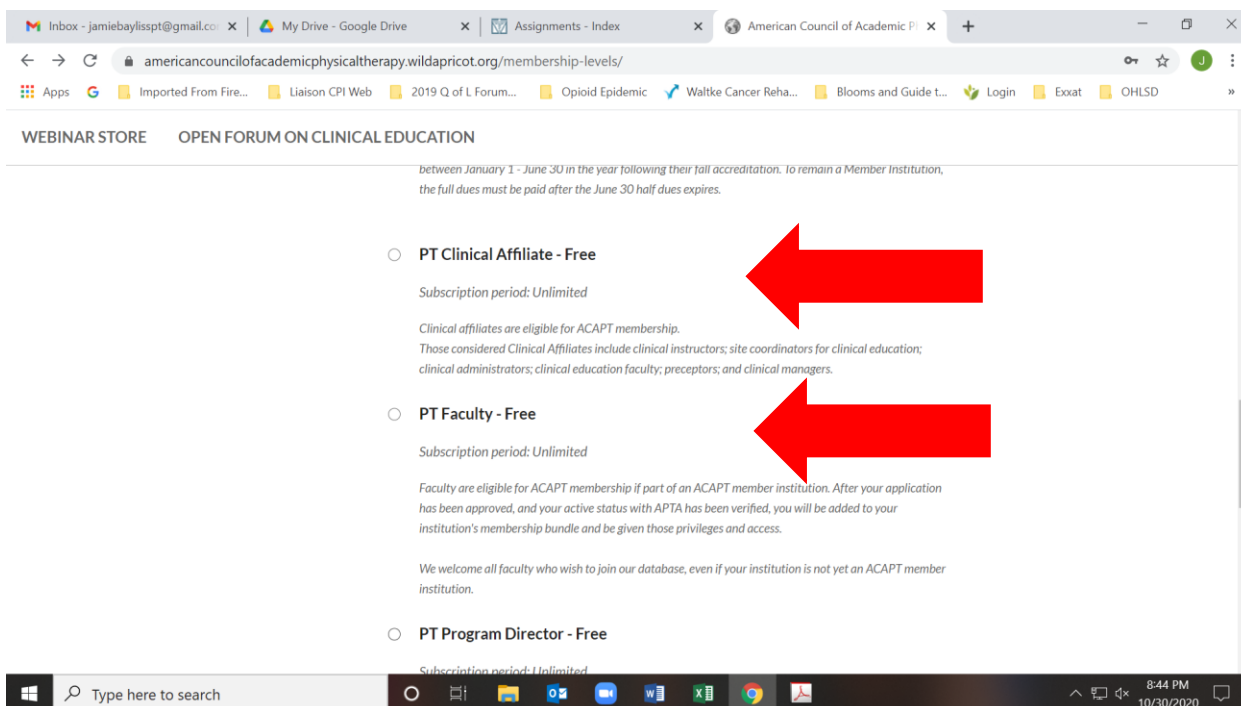 Inbox - jamiebaylisspt@gmail.co
My Drive - Google Drive
Assignments - Index
American Council of Academic P
americancouncilofacademicphysicaltherapy.wildapricot.org/membership-levels/
J
Apps
Imported From Fire...
Liaison CPI Web
2019 Q of L Forum...
Opioid Epidemic
Waltke Cancer Reha...
Blooms and Guide t...
Login
Exxat
OHLSD
»
WEBINAR STORE OPEN FORUM ON CLINICAL EDUCATION
between January 1 - June 30 in the year following their fall accreditation. To remain a Member Institution,
the full dues must be paid after the June 30 half dues expires.
PT Clinical Affiliate - Free
Subscription period: Unlimited
Clinical affiliates are eligible for ACAPT membership.
Those considered Clinical Affiliates include clinical instructors; site coordinators for clinical education;
clinical administrators; clinical education faculty; preceptors; and clinical managers.
PT Faculty - Free
Subscription period: Unlimited
Faculty are eligible for ACAPT membership if part of an ACAPT member institution. After your application
has been approved, and your active status with APTA has been verified, you will be added to your
institution's membership bundle and be given those privileges and access.
We welcome all faculty who wish to join our database, even if your institution is not yet an ACAPT member
institution.
PT Program Director - Free
Subscription period: Unlimited
Type here to search
8:44 PM
10/30/2020